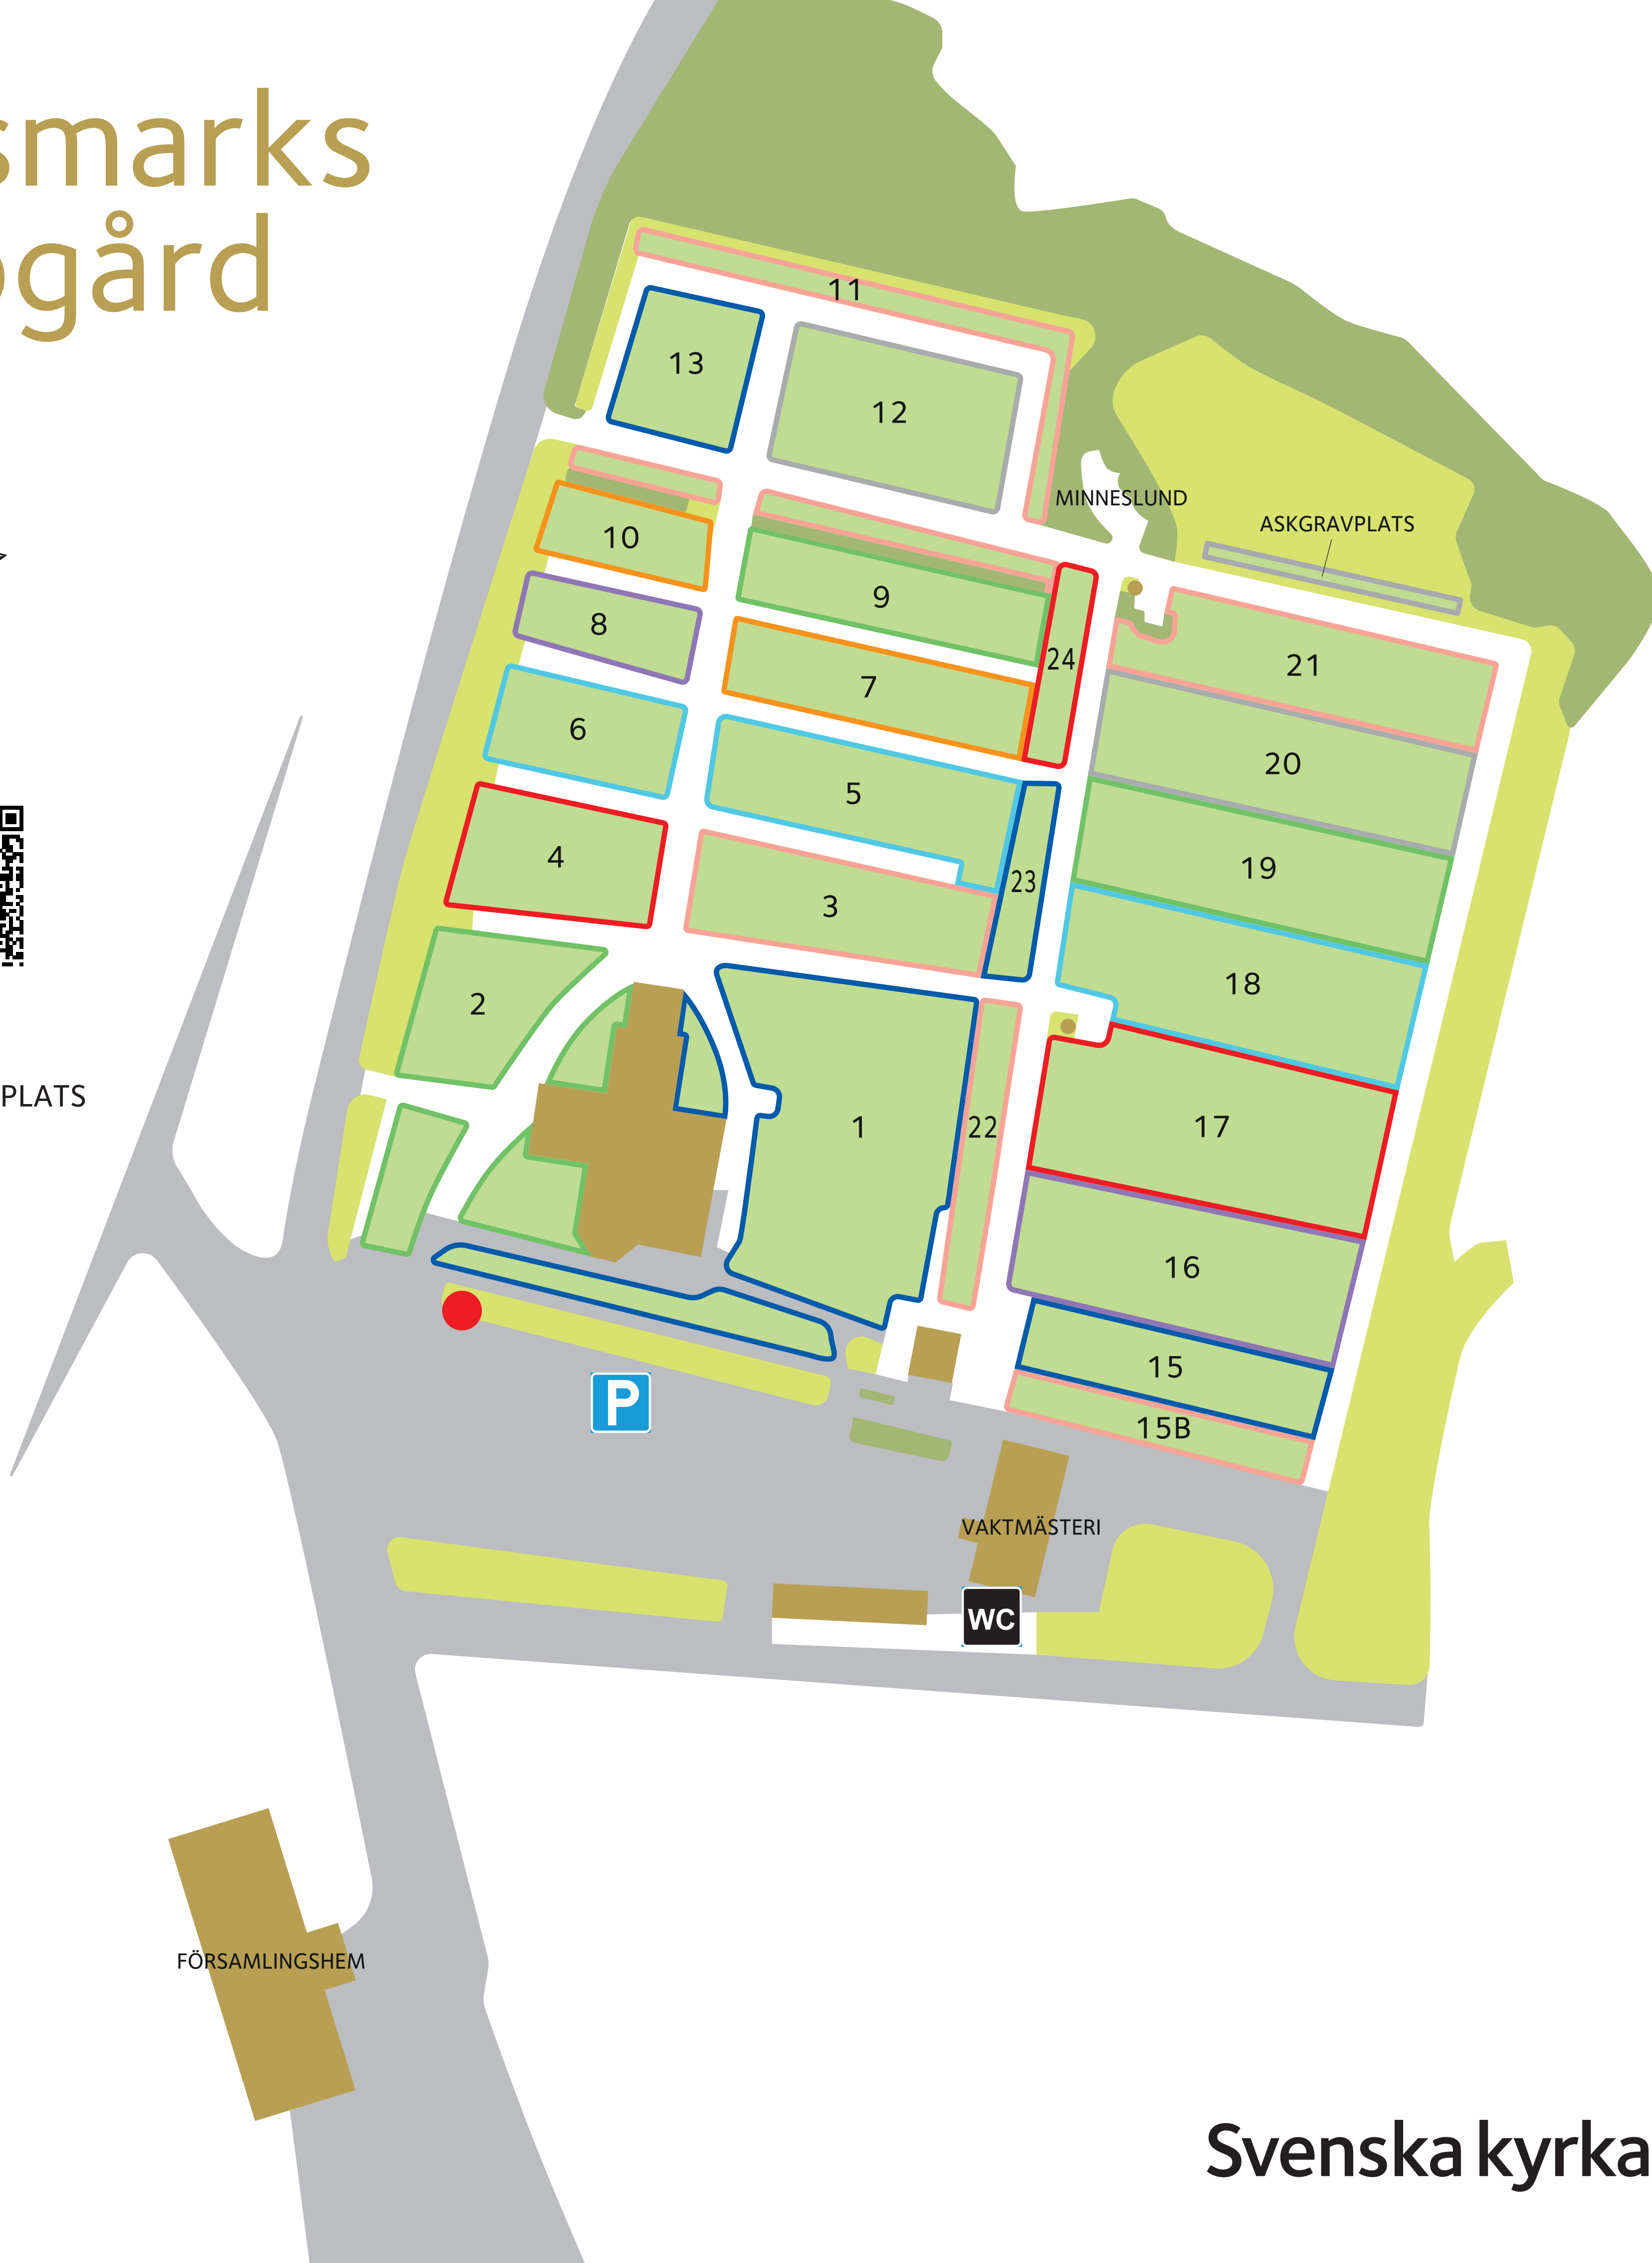 smarks
gård
11
13
12
MINNESLUND
ASKGRAVPLATS
10
9
8
24
21
7
6
20
5
4
19
23
3
18
2
1
22
17
16
15
15B
P
VAKTMÄSTERI
WC
PLATS
FÖRSAMLINGSHEM
Svenska kyrka